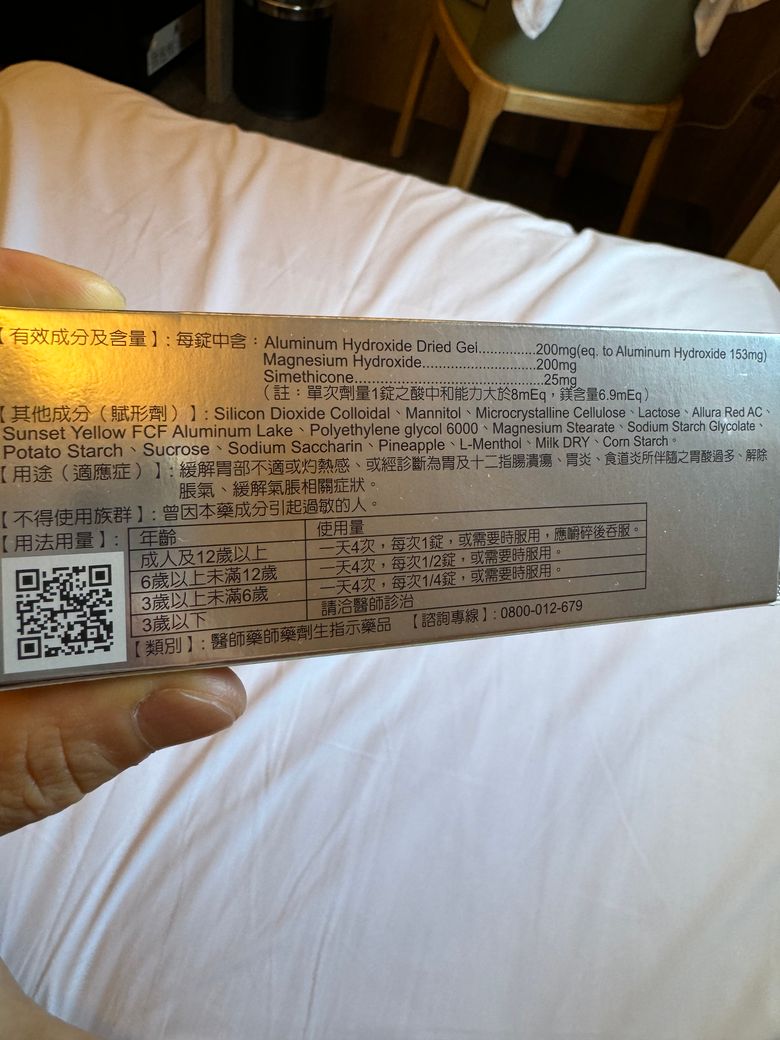 【有效成分及含量】: 每錠中含：Aluminum Hydroxide Dried Gel..............200mg(eq. to Aluminum Hydroxide 153mg)
Magnesium Hydroxide............................200mg
Simethicone..............................................25mg
（註：單次劑量1錠之酸中和能力大於8mEq，鎂含量6.9mEq）
【其他成分（賦形劑）】: Silicon Dioxide Colloidal、Mannitol、Microcrystalline Cellulose、Lactose、Allura Red AC、
Sunset Yellow FCF Aluminum Lake、Polyethylene glycol 6000、Magnesium Stearate、Sodium Starch Glycolate、
Potato Starch、Sucrose、Sodium Saccharin、Pineapple、L-Menthol、Milk DRY、Corn Starch。
【用途（適應症）】: 緩解胃部不適或灼熱感、或經診斷為胃及十二指腸潰瘍、胃炎、食道炎所伴隨之胃酸過多、解除
脹氣、緩解氣脹相關症狀。
【不得使用族群】: 曾因本藥成分引起過敏的人。
【用法用量】: 年齡 使用量
成人及12歲以上 一天4次，每次1錠，或需要時服用，應嚼碎後吞服。
6歲以上未滿12歲 一天4次，每次1/2錠，或需要時服用。
3歲以上未滿6歲 一天4次，每次1/4錠，或需要時服用。
3歲以下 請洽醫師診治
【類別】: 醫師藥師藥劑生指示藥品 【諮詢專線】: 0800-012-679